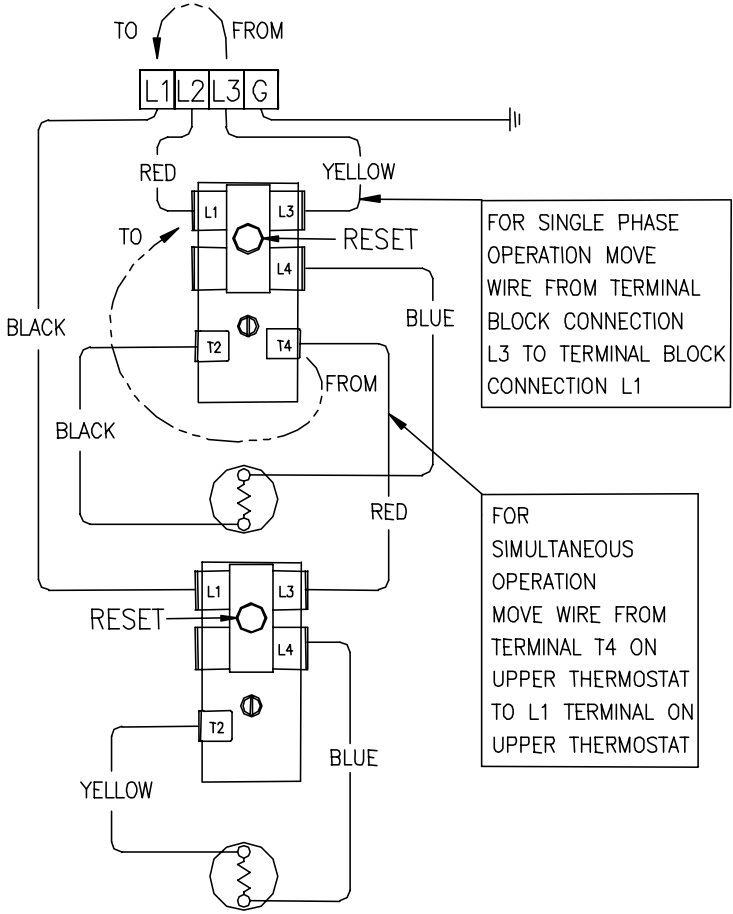 TO FROM
L1 L2 L3 G
RED YELLOW
L1 L3
TO RESET
L4
FOR SINGLE PHASE
OPERATION MOVE
WIRE FROM TERMINAL
BLOCK CONNECTION
L3 TO TERMINAL BLOCK
CONNECTION L1
BLACK BLUE
T2 T4
FROM
BLACK
RED
FOR
SIMULTANEOUS
OPERATION
MOVE WIRE FROM
TERMINAL T4 ON
UPPER THERMOSTAT
TO L1 TERMINAL ON
UPPER THERMOSTAT
L1 L3
RESET
L4
T2
BLUE
YELLOW